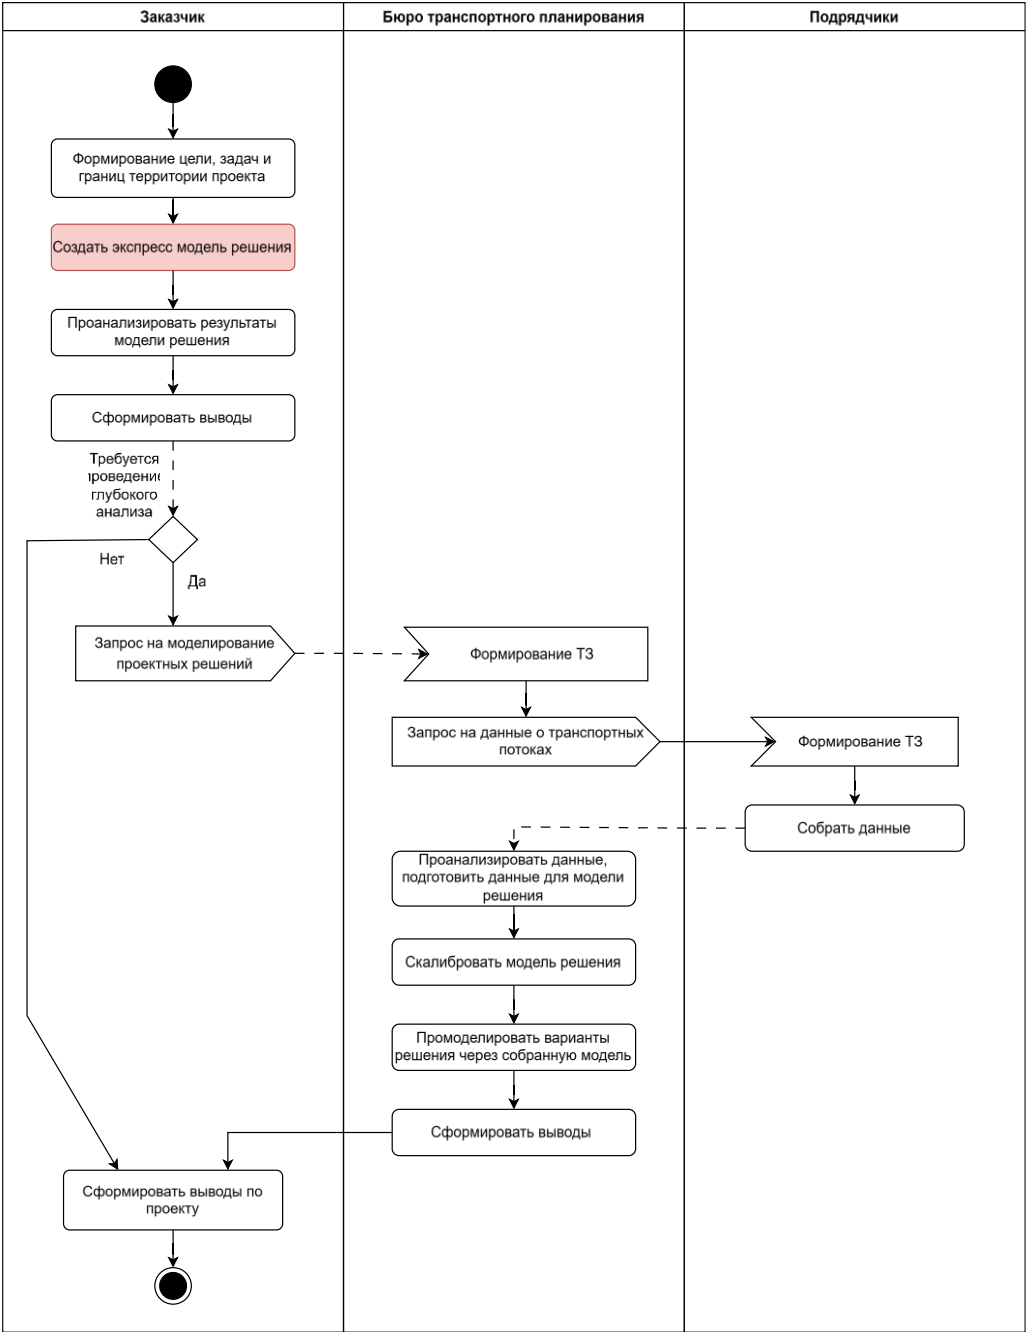 Заказчик
Бюро транспортного планирования
Подрядчики
Формирование цели, задач и
границ территории проекта
Создать экспресс модель решения
Проанализировать результаты
модели решения
Сформировать выводы
Требуется
проведение
глубокого
анализа
Нет
Да
Запрос на моделирование
проектных решений
Формирование ТЗ
Запрос на данные о транспортных
потоках
Формирование ТЗ
Собрать данные
Проанализировать данные,
подготовить данные для модели
решения
Скалибровать модель решения
Промоделировать варианты
решения через собранную модель
Сформировать выводы
Сформировать выводы по
проекту